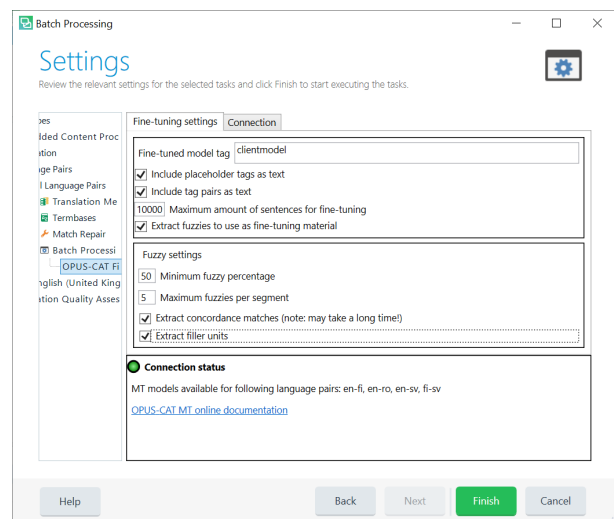 Batch Processing
Settings
Review the relevant settings for the selected tasks and click Finish to start executing the tasks.
pes
lded Content Proc
ation
ige Pairs
l Language Pairs
Translation Me
Termbases
Match Repair
Batch Processi
OPUS-CAT Fi
nglish (United King
ation Quality Asses
Fine-tuning settings Connection
Fine-tuned model tag clientmodel
Include placeholder tags as text
Include tag pairs as text
10000 Maximum amount of sentences for fine-tuning
Extract fuzzies to use as fine-tuning material
Fuzzy settings
50 Minimum fuzzy percentage
5 Maximum fuzzies per segment
Extract concordance matches (note: may take a long time!)
Extract filler units
Connection status
MT models available for following language pairs: en-fi, en-ro, en-sv, fi-sv
OPUS-CAT MT online documentation
Help Back Next Finish Cancel